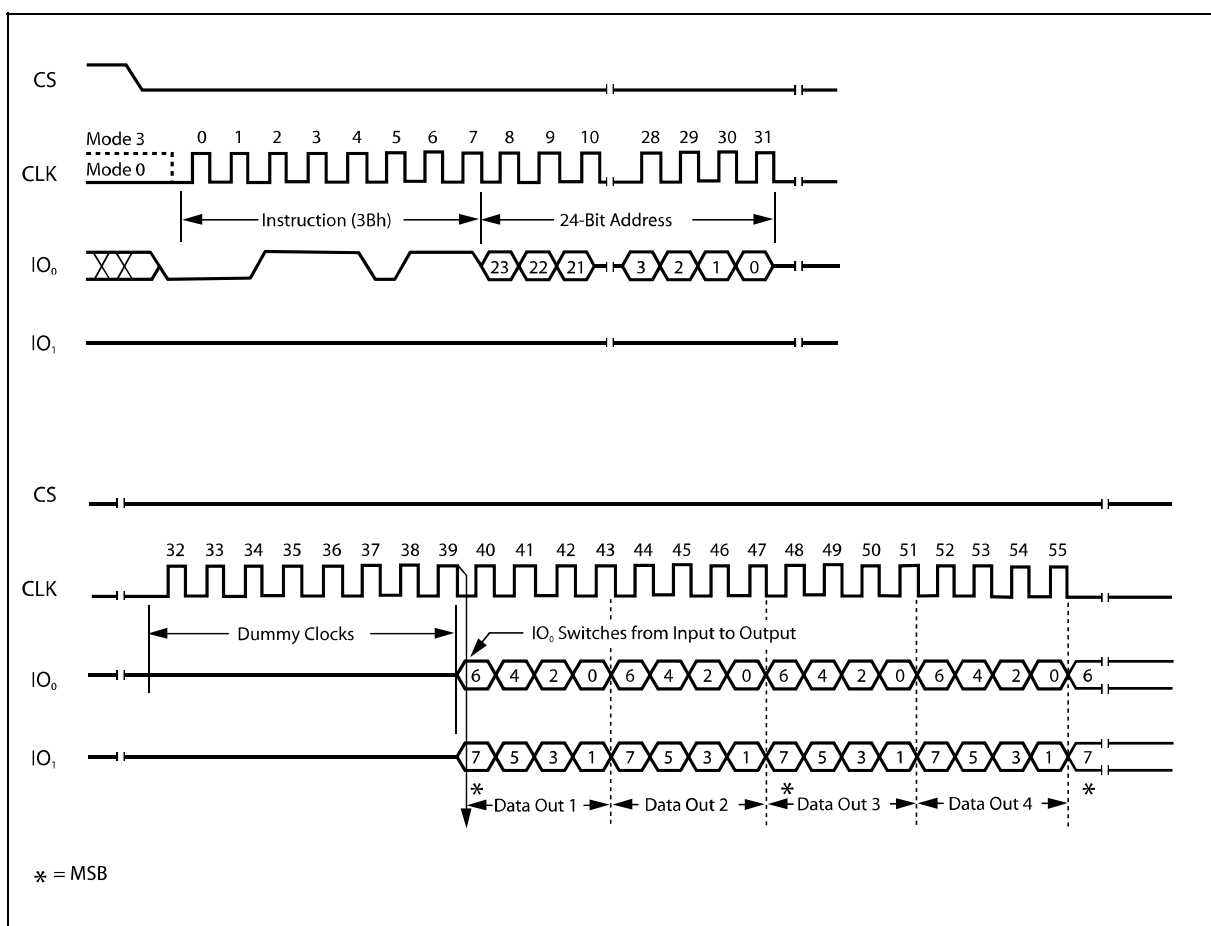 CS
Mode 3
0 1 2 3 4 5 6 7 8 9 10 28 29 30 31
Mode 0
CLK
Instruction (3Bh) 24-Bit Address
IO₀ 23 22 21 3 2 1 0
IO₁
CS
32 33 34 35 36 37 38 39 40 41 42 43 44 45 46 47 48 49 50 51 52 53 54 55
CLK
Dummy Clocks IO₀ Switches from Input to Output
IO₀ 6 4 2 0 6 4 2 0 6 4 2 0 6 4 2 0 6
IO₁ 7 5 3 1 7 5 3 1 7 5 3 1 7 5 3 1 7
* * *
Data Out 1 Data Out 2 Data Out 3 Data Out 4
* = MSB